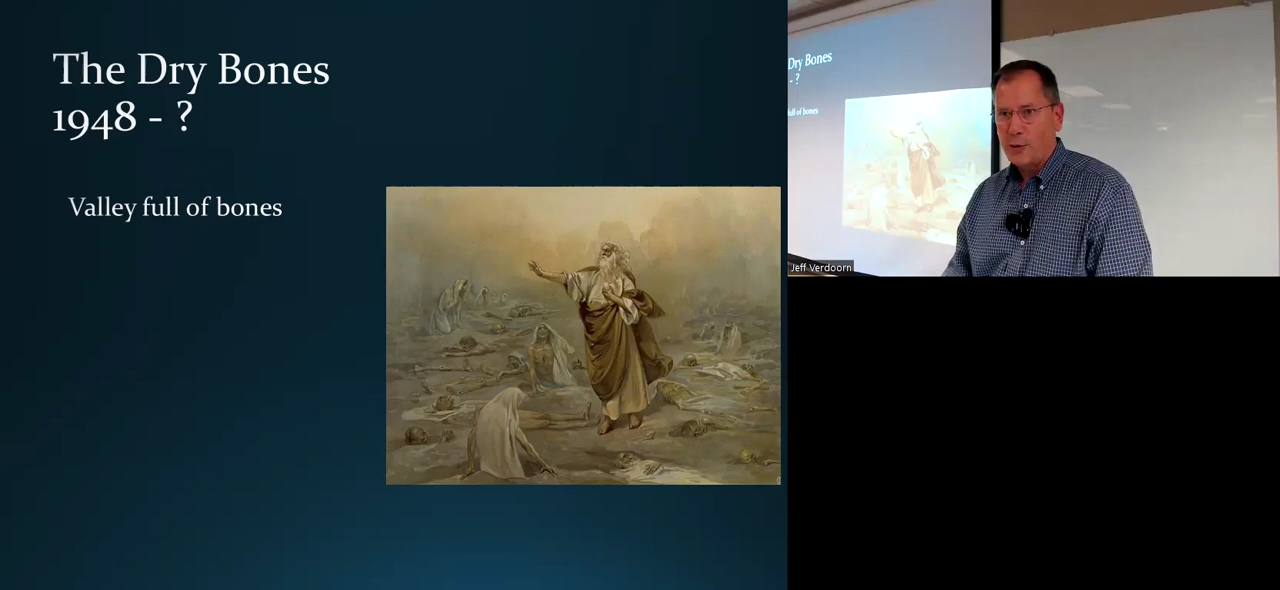 The Dry Bones
1948 - ?
Valley full of bones
Dry Bones
- ?
full of bones
Jeff Verdoorn